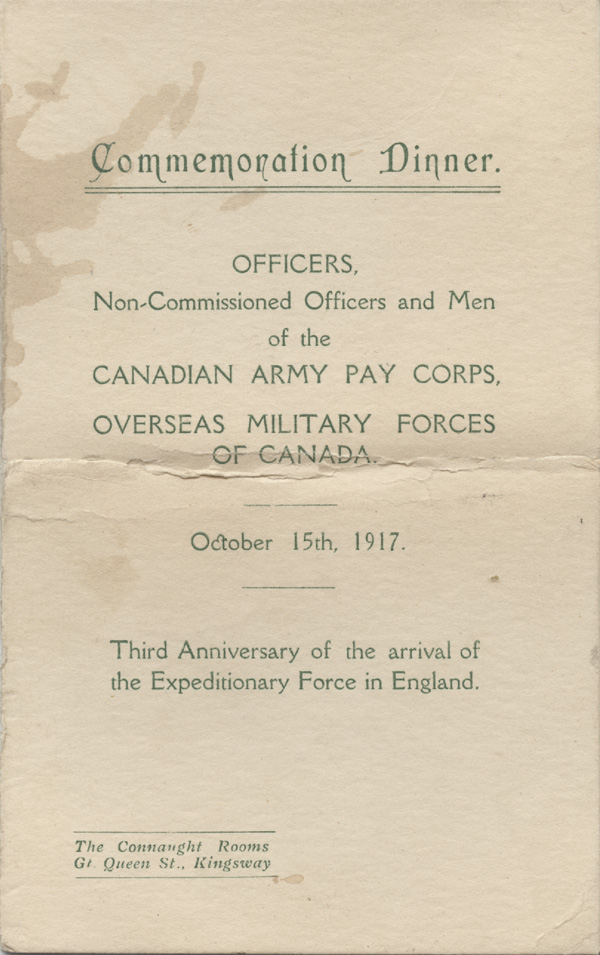 Commemoration Dinner.
OFFICERS,
Non-Commissioned Officers and Men
of the
CANADIAN ARMY PAY CORPS,
OVERSEAS MILITARY FORCES
OF CANADA.
October 15th, 1917.
Third Anniversary of the arrival of
the Expeditionary Force in England.
The Connaught Rooms
Gt. Queen St., Kingsway